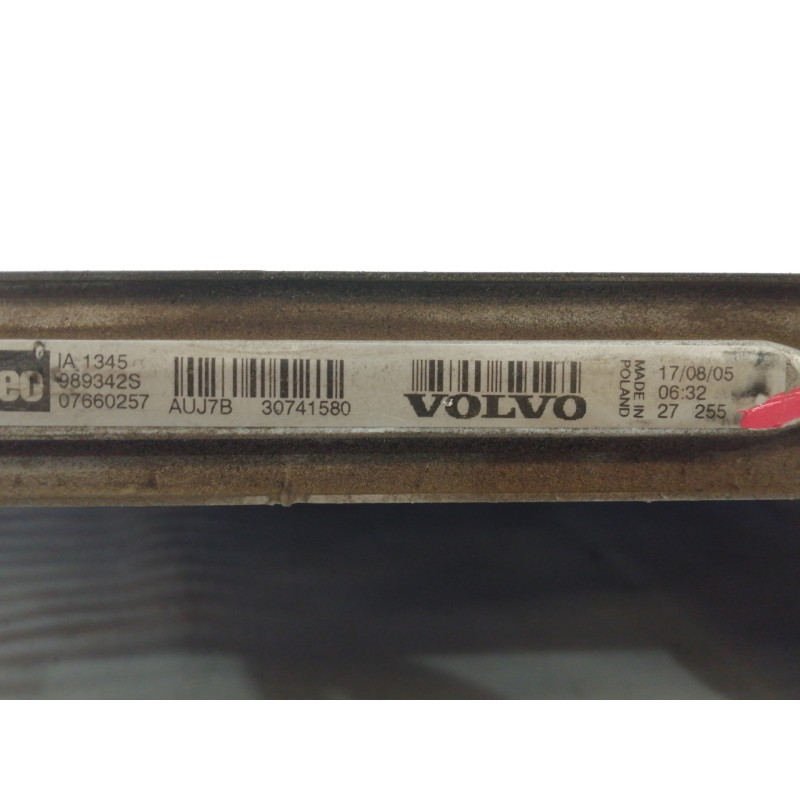 IA 1345
989342S
07660257
AUJ7B 30741580
VOLVO
MADE IN
POLAND
17/08/05
06:32
27 255